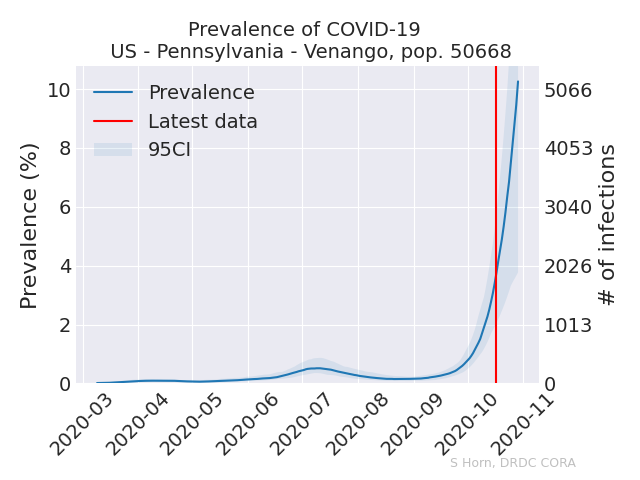 Prevalence of COVID-19
US - Pennsylvania - Venango, pop. 50668
Prevalence
Latest data
95CI
Prevalence (%)
10
8
6
4
2
0
5066
4053
3040
2026
1013
0
# of infections
2020-03
2020-04
2020-05
2020-06
2020-07
2020-08
2020-09
2020-10
2020-11
S Horn, DRDC CORA